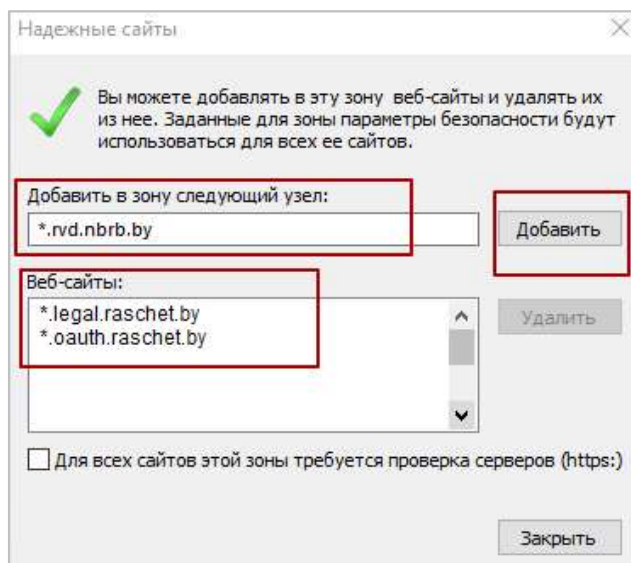 Надежные сайты
Вы можете добавлять в эту зону веб-сайты и удалять их
из нее. Заданные для зоны параметры безопасности будут
использоваться для всех ее сайтов.
Добавить в зону следующий узел:
*.rvd.nbrb.by
Добавить
Веб-сайты:
*.legal.raschet.by
*.oauth.raschet.by
Удалить
Для всех сайтов этой зоны требуется проверка серверов (https:)
Закрыть